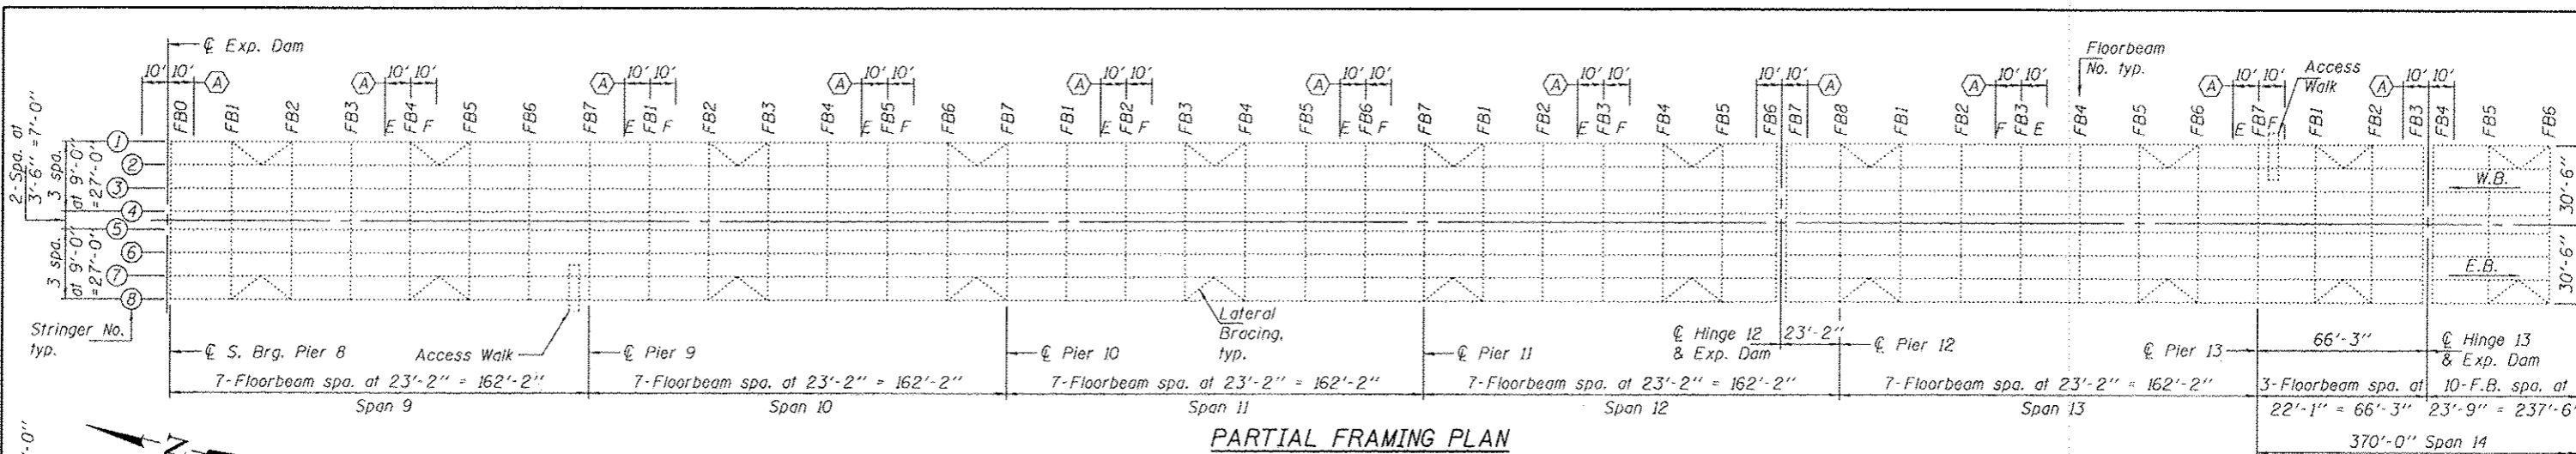 ℄ Exp. Dam
Floorbeam
No. typ.
Access
Walk
10' 10' A
A 10' 10'
A 10' 10'
A 10' 10'
A 10' 10'
A 10' 10'
A 10' 10'
10' 10' A
A 10' 10'
A 10' 10'
A 10' 10'
FB0 FB1 FB2 FB3 E FB4 F FB5 FB6 FB7 E FB1 F FB2 FB3 FB4 E FB5 F FB6 FB7 FB1 E FB2 F FB3 FB4 FB5 E FB6 F FB7 FB1 FB2 E FB3 F FB4 FB5 FB6 FB7 FB8 FB1 FB2 F FB3 E FB4 FB5 FB6 E FB7 F FB1 FB2 FB3 FB4 FB5 FB6
2-Spa. at
3'-6" = 7'-0"
3 spa.
at 9'-0"
=27'-0"
3 spa.
at 9'-0"
=27'-0"
1
2
3
4
5
6
7
8
W.B.
E.B.
30'-6"
30'-6"
Stringer No.
typ.
℄ S. Brg. Pier 8
Access Walk
℄ Pier 9
℄ Pier 10
Lateral
Bracing,
typ.
℄ Pier 11
℄ Hinge 12
& Exp. Dam
23'-2"
℄ Pier 12
℄ Pier 13
66'-3"
℄ Hinge 13
& Exp. Dam
7-Floorbeam spa. at 23'-2" = 162'-2"
7-Floorbeam spa. at 23'-2" = 162'-2"
7-Floorbeam spa. at 23'-2" = 162'-2"
7-Floorbeam spa. at 23'-2" = 162'-2"
7-Floorbeam spa. at 23'-2" = 162'-2"
3-Floorbeam spa. at
22'-1" = 66'-3"
10-F.B. spa. at
23'-9" = 237'-6"
Span 9
Span 10
Span 11
Span 12
Span 13
370'-0" Span 14
N
PARTIAL FRAMING PLAN